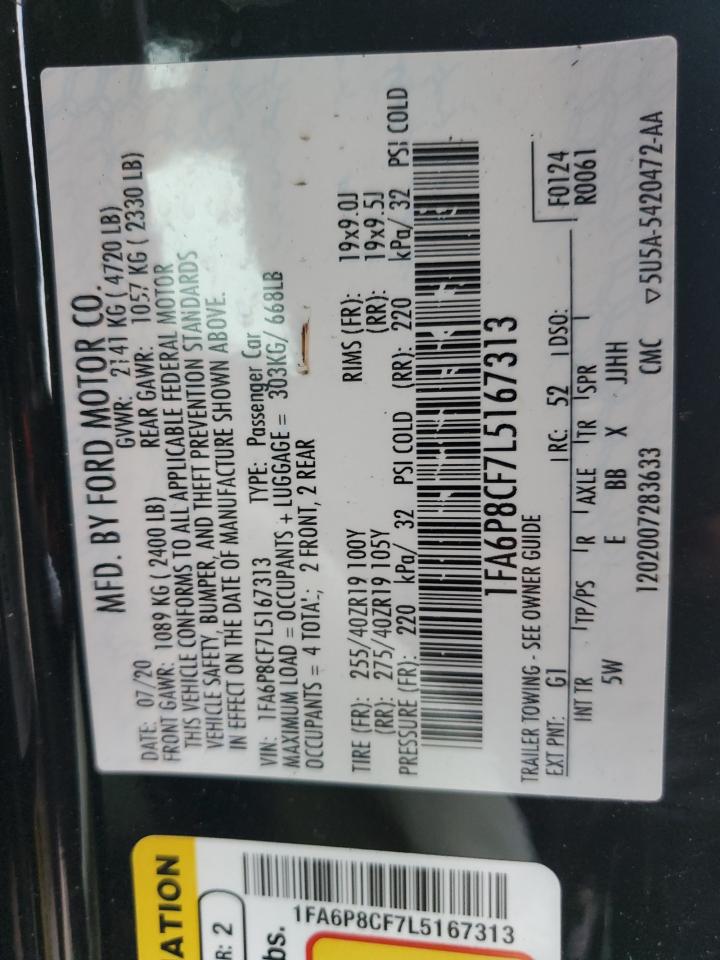 MFD. BY FORD MOTOR CO.
DATE: 07/20 GVWR: 2141 KG ( 4720 LB)
FRONT GAWR: 1089 KG ( 2400 LB) REAR GAWR: 1057 KG ( 2330 LB)
THIS VEHICLE CONFORMS TO ALL APPLICABLE FEDERAL MOTOR
VEHICLE SAFETY, BUMPER, AND THEFT PREVENTION STANDARDS
IN EFFECT ON THE DATE OF MANUFACTURE SHOWN ABOVE.
VIN: 1FA6P8CF7L5167313 TYPE: Passenger Car
MAXIMUM LOAD = OCCUPANTS + LUGGAGE = 303KG/ 668LB
OCCUPANTS = 4 TOTAL; 2 FRONT, 2 REAR
TIRE (FR): 255/40ZR19 100Y RIMS (FR): 19x9.0J
(RR): 275/40ZR19 105Y (RR): 19x9.5J
PRESSURE (FR): 220 kPa/ 32 PSI COLD (RR): 220 kPa/ 32 PSI COLD
1FA6P8CF7L5167313
TRAILER TOWING - SEE OWNER GUIDE F0124
EXT PNT: G1 RC: 52 DSO: R0061
INT TR TP/PS R AXLE TR SPR
5W E BB X JJHH
1202007283633 CMC ▽5U5A-5420472-AA
ATION
R: 2
bs.
1FA6P8CF7L5167313